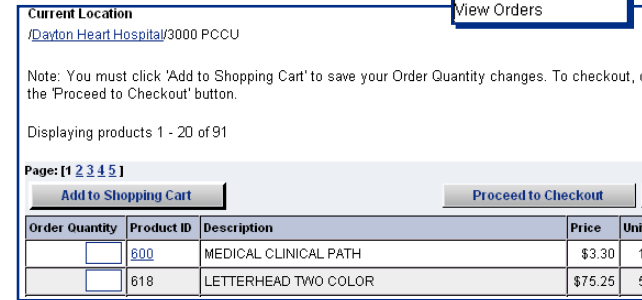 View Orders
Current Location
/Dayton Heart Hospital/3000 PCCU
Note: You must click 'Add to Shopping Cart' to save your Order Quantity changes. To checkout,
the 'Proceed to Checkout' button.
Displaying products 1 - 20 of 91
Page: [1 2 3 4 5 ]
Add to Shopping Cart Proceed to Checkout
Order Quantity Product ID Description Price
600 MEDICAL CLINICAL PATH $3.30
618 LETTERHEAD TWO COLOR $75.25